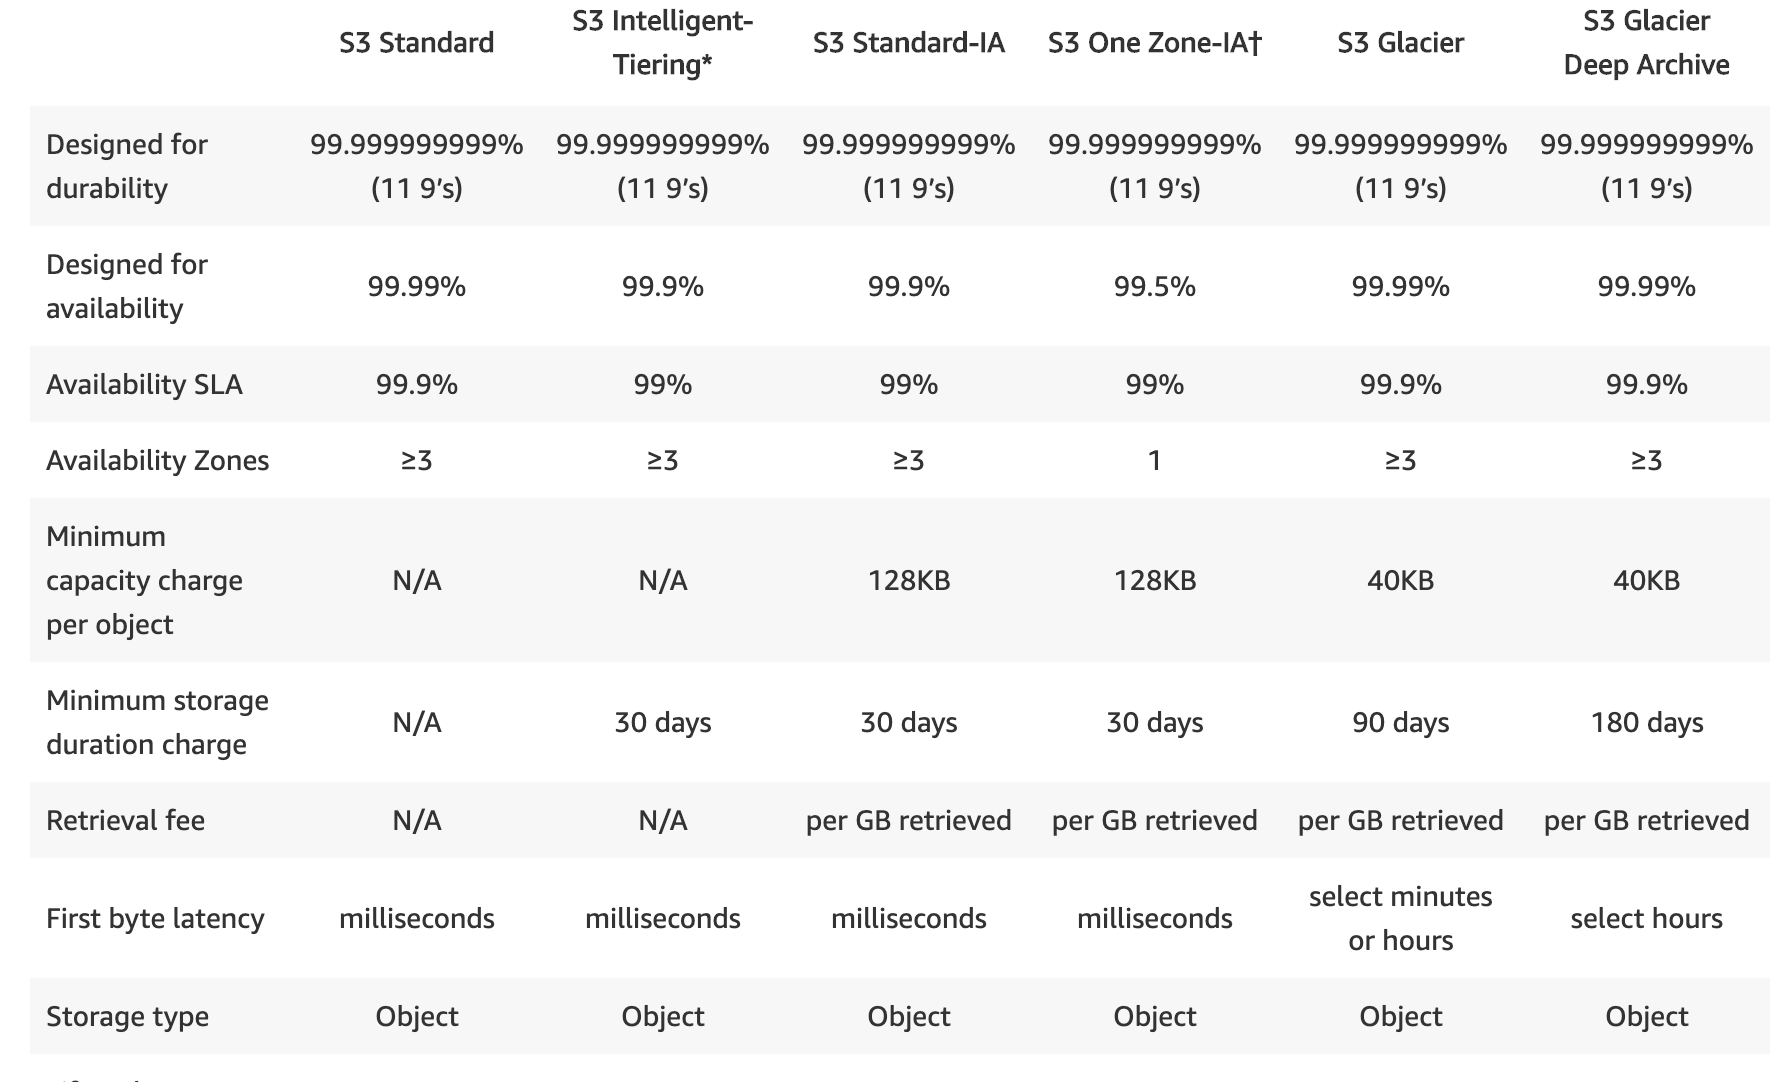 S3 Standard S3 Intelligent- S3 Standard-IA S3 One Zone-IA† S3 Glacier S3 Glacier
Tiering* Deep Archive
Designed for 99.999999999% 99.999999999% 99.999999999% 99.999999999% 99.999999999% 99.999999999%
durability (11 9’s) (11 9’s) (11 9’s) (11 9’s) (11 9’s) (11 9’s)
Designed for
availability 99.99% 99.9% 99.9% 99.5% 99.99% 99.99%
Availability SLA 99.9% 99% 99% 99% 99.9% 99.9%
Availability Zones ≥3 ≥3 ≥3 1 ≥3 ≥3
Minimum
capacity charge N/A N/A 128KB 128KB 40KB 40KB
per object
Minimum storage
duration charge N/A 30 days 30 days 30 days 90 days 180 days
Retrieval fee N/A N/A per GB retrieved per GB retrieved per GB retrieved per GB retrieved
First byte latency milliseconds milliseconds milliseconds milliseconds select minutes select hours
or hours
Storage type Object Object Object Object Object Object